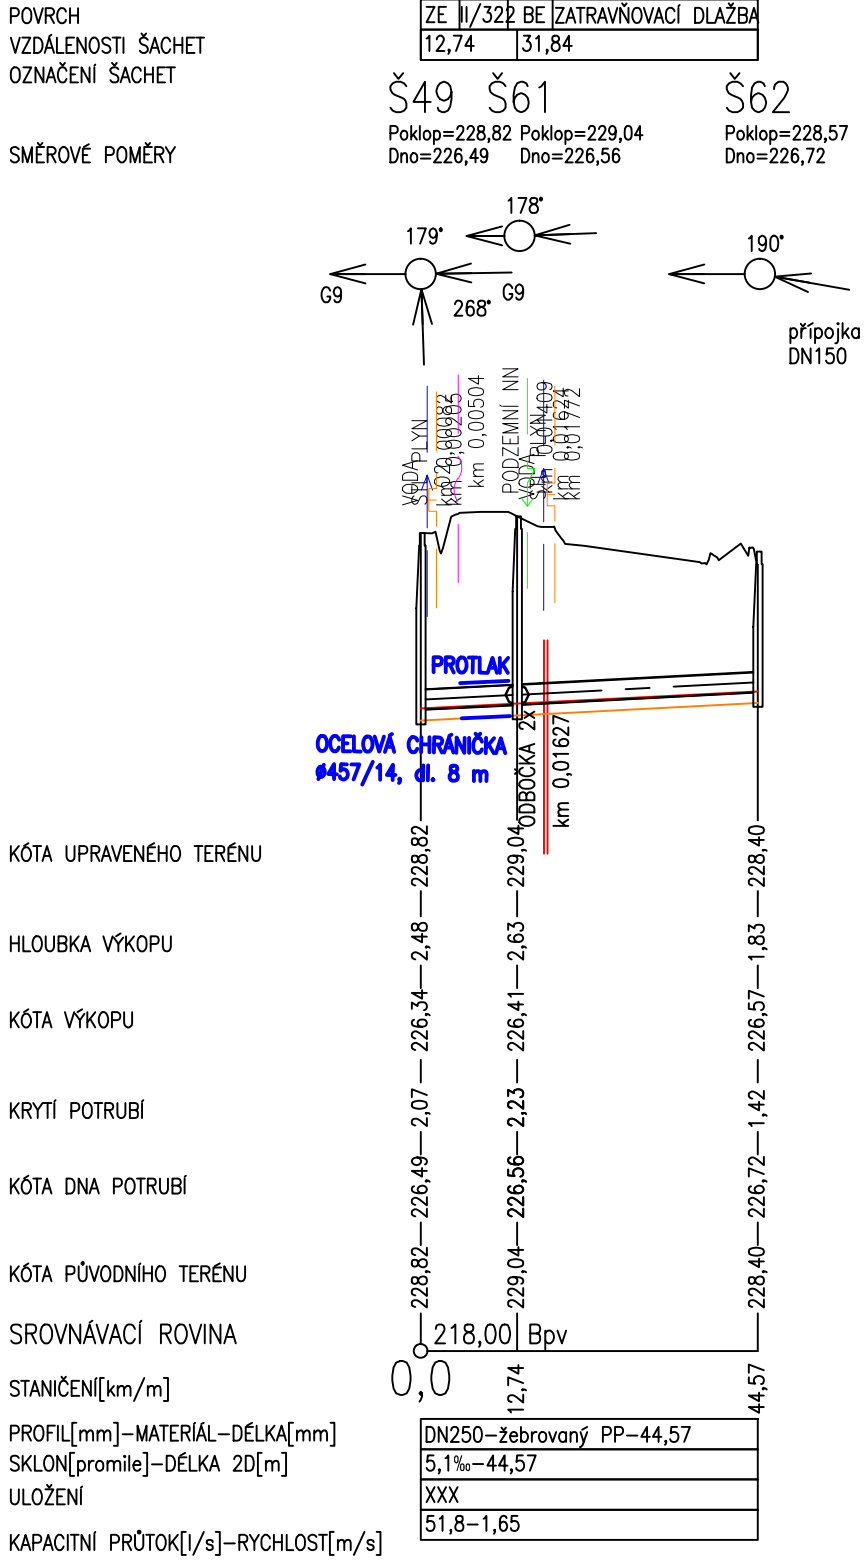 POVRCH ZE II/322 BE ZATRAVŇOVACÍ DLAŽBA
VZDÁLENOSTI ŠACHET 12,74 31,84
OZNAČENÍ ŠACHET
Š49 Š61 Š62
Poklop=228,82 Poklop=229,04 Poklop=228,57
SMĚROVÉ POMĚRY Dno=226,49 Dno=226,56 Dno=226,72
178°
179° 190°
G9 268° G9
přípojka
DN150
VODA
PLYN
km 0,00504
PODZEMNÍ NN
VODA
PLYN
km 0,01772
PROTLAK
OCELOVÁ CHRÁNIČKA
ø457/14, dl. 8 m
ODBOČKA 2x
km 0,01627
KÓTA UPRAVENÉHO TERÉNU 228,82 229,04 228,40
HLOUBKA VÝKOPU 2,48 2,63 1,83
KÓTA VÝKOPU 226,34 226,41 226,57
KRYTÍ POTRUBÍ 2,07 2,23 1,42
KÓTA DNA POTRUBÍ 226,49 226,56 226,72
KÓTA PŮVODNÍHO TERÉNU 228,82 229,04 228,40
SROVNÁVACÍ ROVINA 218,00 Bpv
STANIČENÍ[km/m] 0,0 12,74 44,57
PROFIL[mm]–MATERÍÁL–DÉLKA[mm] DN250–žebrovaný PP–44,57
SKLON[promile]–DÉLKA 2D[m] 5,1‰–44,57
ULOŽENÍ XXX
KAPACITNÍ PRŮTOK[l/s]–RYCHLOST[m/s] 51,8–1,65